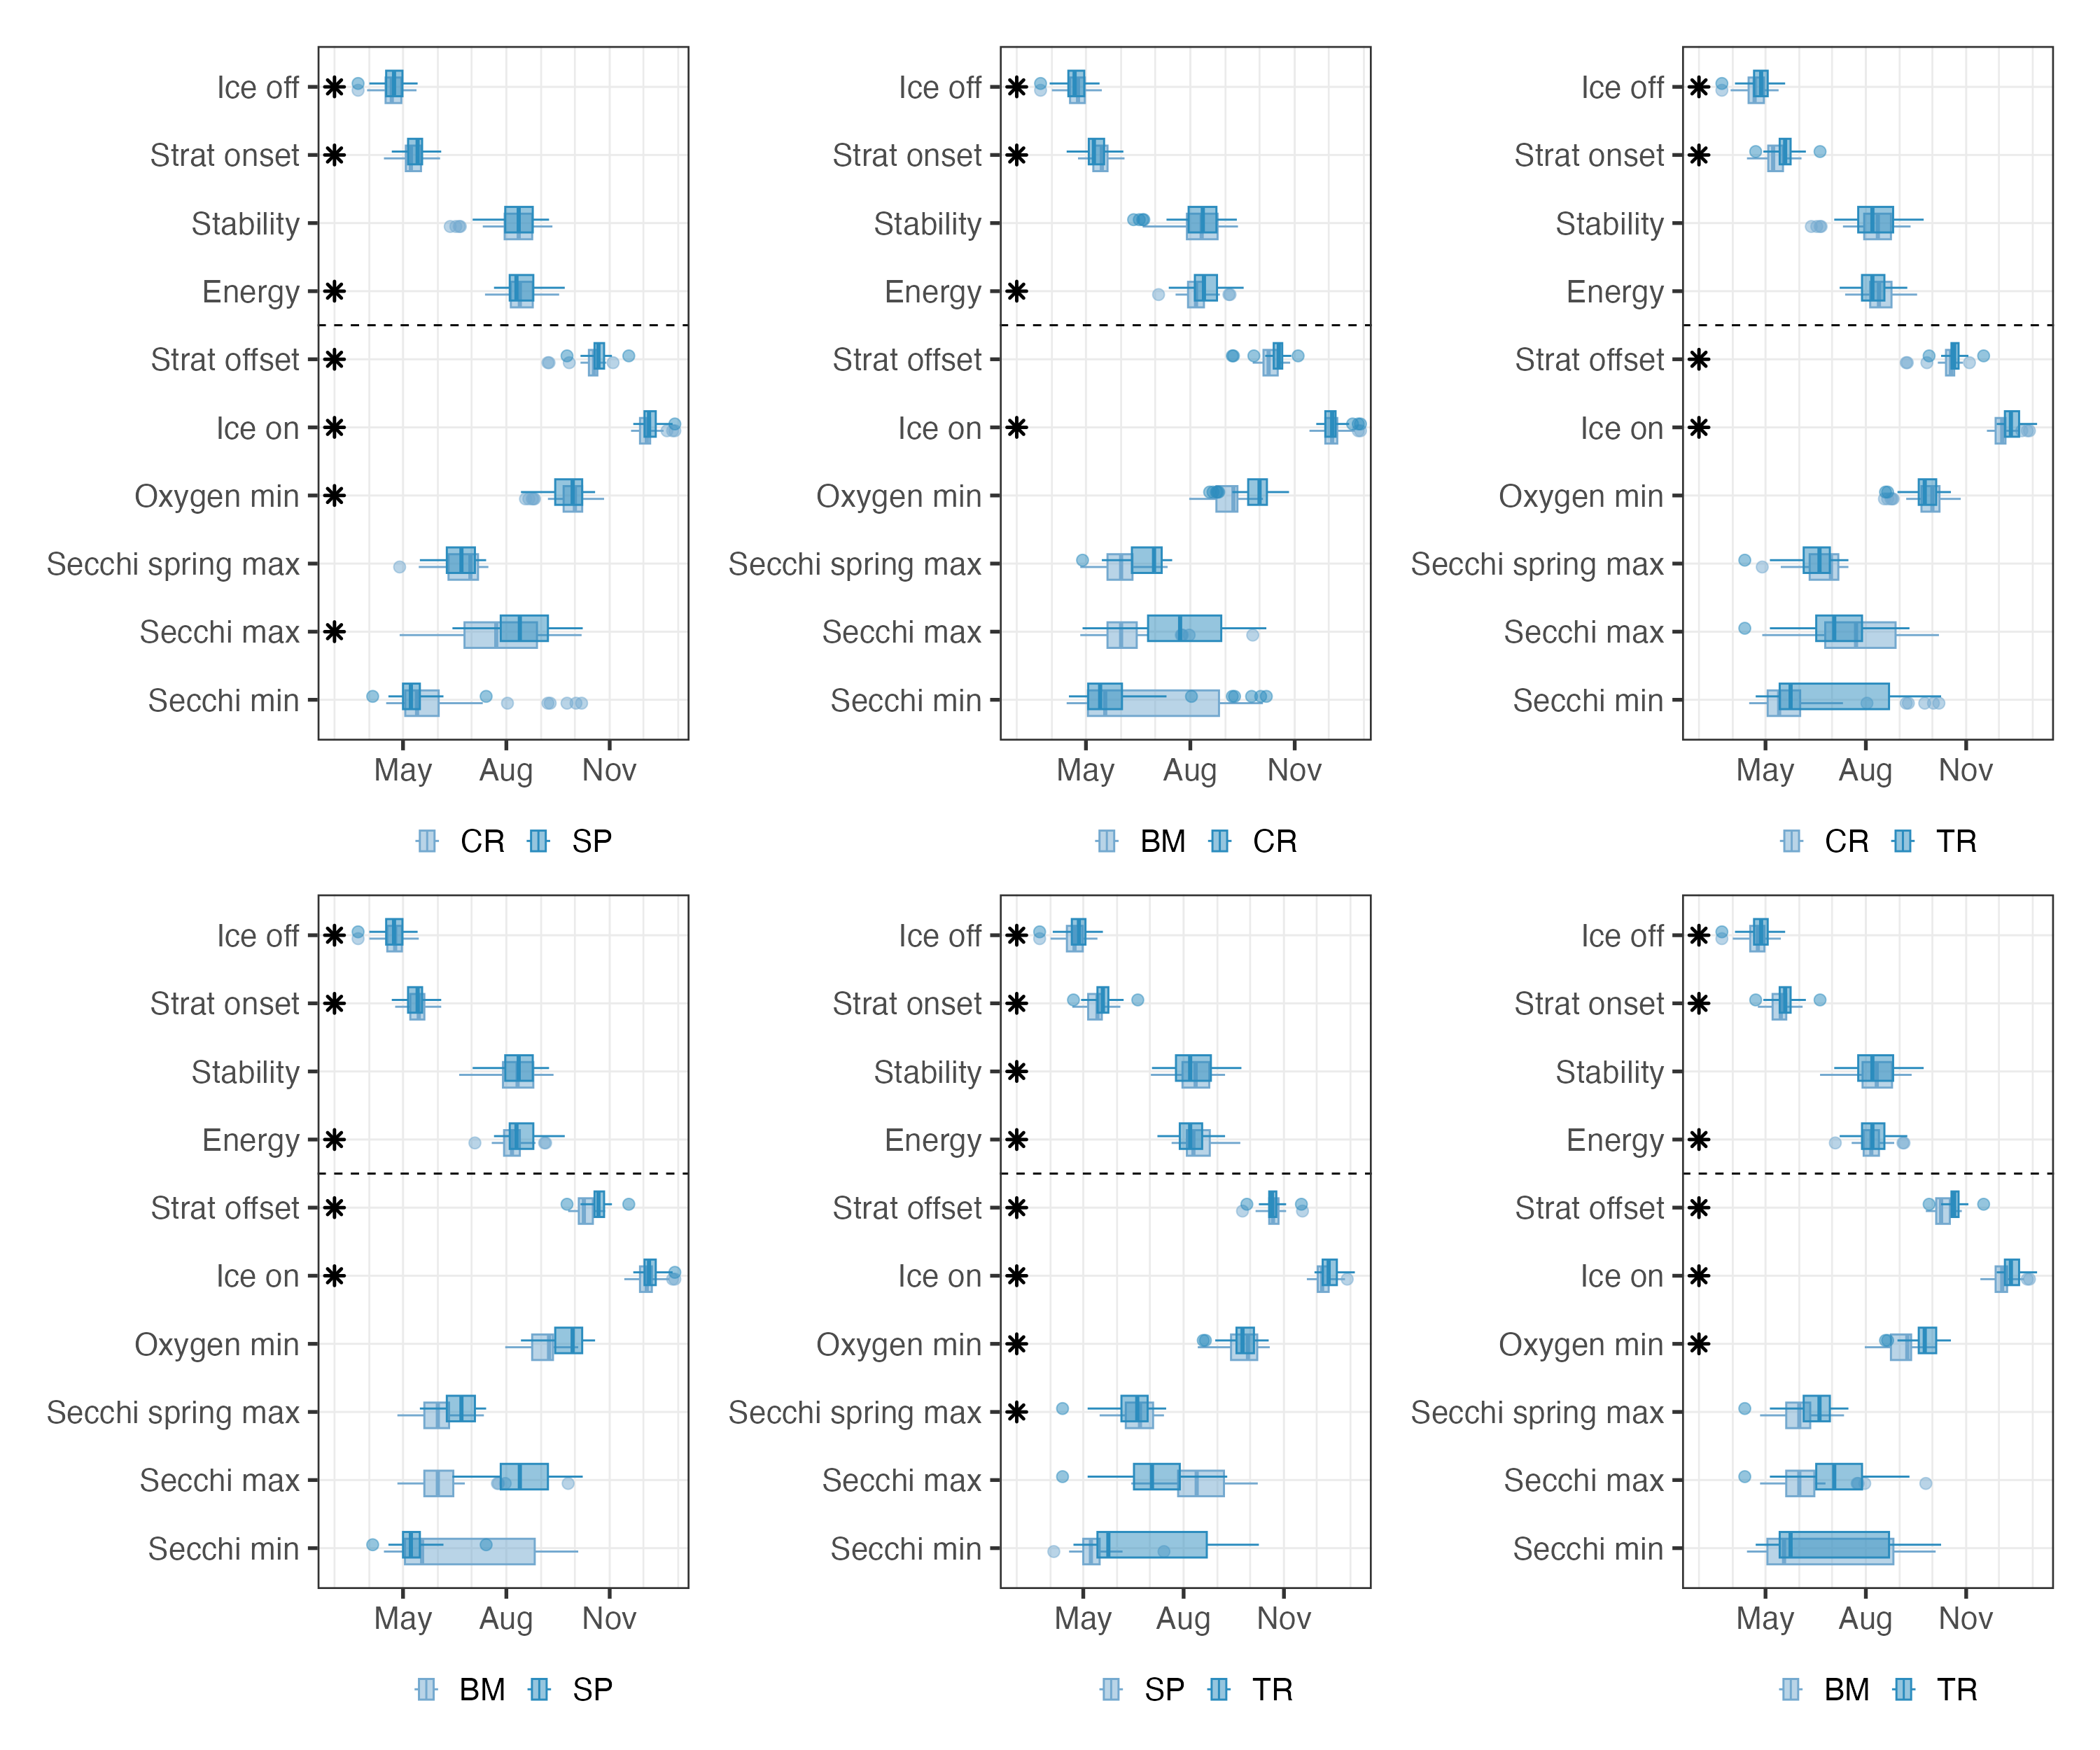 Ice off
Strat onset
Stability
Energy
Strat offset
Ice on
Oxygen min
Secchi spring max
Secchi max
Secchi min
May Aug Nov
CR SP
Ice off
Strat onset
Stability
Energy
Strat offset
Ice on
Oxygen min
Secchi spring max
Secchi max
Secchi min
May Aug Nov
BM CR
Ice off
Strat onset
Stability
Energy
Strat offset
Ice on
Oxygen min
Secchi spring max
Secchi max
Secchi min
May Aug Nov
CR TR
Ice off
Strat onset
Stability
Energy
Strat offset
Ice on
Oxygen min
Secchi spring max
Secchi max
Secchi min
May Aug Nov
BM SP
Ice off
Strat onset
Stability
Energy
Strat offset
Ice on
Oxygen min
Secchi spring max
Secchi max
Secchi min
May Aug Nov
SP TR
Ice off
Strat onset
Stability
Energy
Strat offset
Ice on
Oxygen min
Secchi spring max
Secchi max
Secchi min
May Aug Nov
BM TR